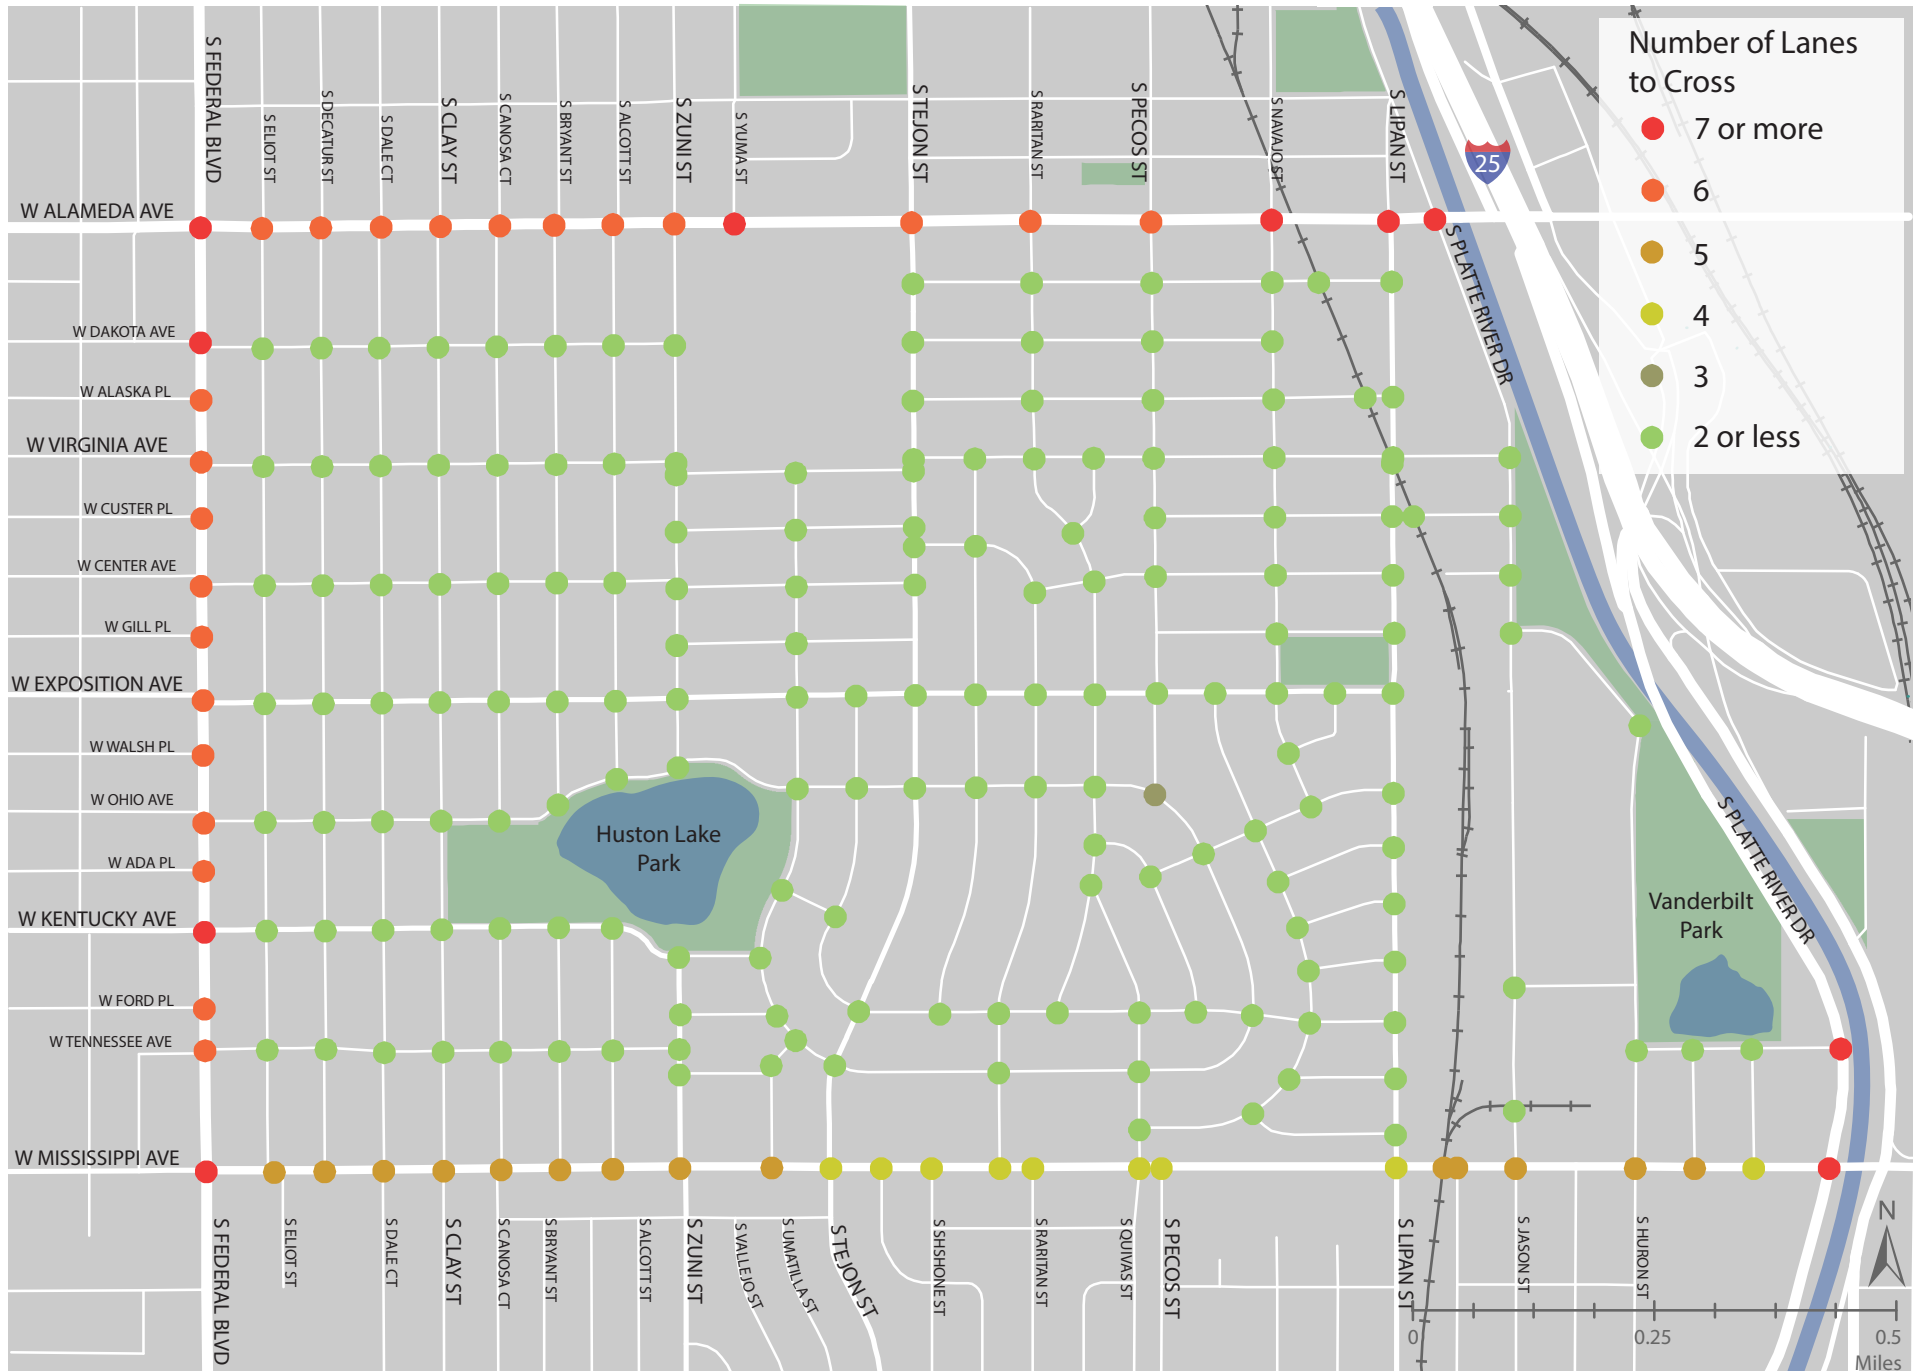 Number of Lanes
to Cross
7 or more
6
5
4
3
2 or less
25
S FEDERAL BLVD
S ELIOT ST
S DECATUR ST
S DALE CT
S CLAY ST
S CANOSA CT
S BRYANT ST
S ALCOTT ST
S ZUNI ST
S YUMA ST
S TEJON ST
S RARITAN ST
S PECOS ST
S NAVAJO ST
S LIPAN ST
W ALAMEDA AVE
S PLATTE RIVER DR
W DAKOTA AVE
W ALASKA PL
W VIRGINIA AVE
W CUSTER PL
W CENTER AVE
W GILL PL
W EXPOSITION AVE
W WALSH PL
W OHIO AVE
W ADA PL
W KENTUCKY AVE
W FORD PL
W TENNESSEE AVE
W MISSISSIPPI AVE
Huston Lake
Park
S PLATTE RIVER DR
Vanderbilt
Park
S FEDERAL BLVD
S ELIOT ST
S DALE CT
S CLAY ST
S CANOSA CT
S BRYANT ST
S ALCOTT ST
S ZUNI ST
S VALLEJO ST
S UMATILLA ST
S TEJON ST
S SHSHONE ST
S RARITAN ST
S QUIVAS ST
S PECOS ST
S LIPAN ST
S JASON ST
S HURON ST
N
0
0.25
0.5
Miles